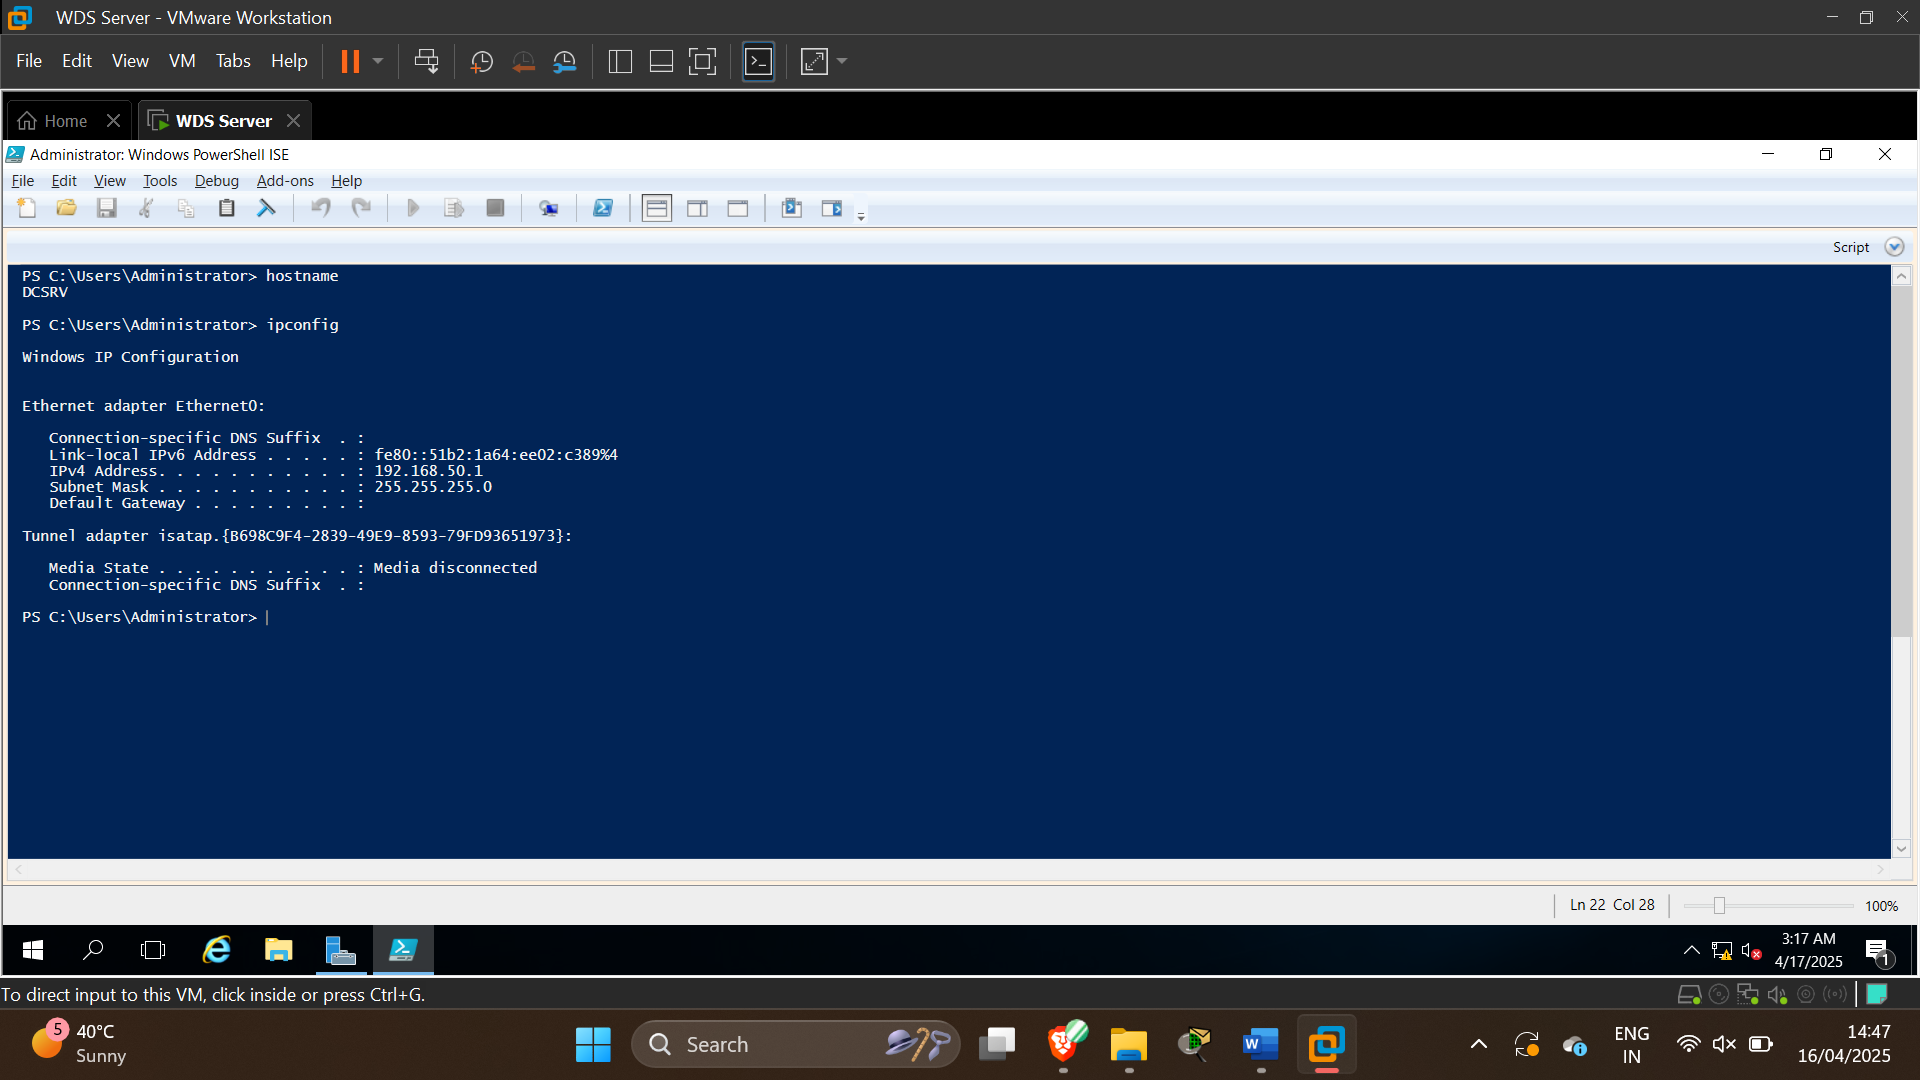 WDS Server - VMware Workstation
File Edit View VM Tabs Help
Home WDS Server
Administrator: Windows PowerShell ISE
File Edit View Tools Debug Add-ons Help
Script
PS C:\Users\Administrator> hostname
DCSRV
PS C:\Users\Administrator> ipconfig
Windows IP Configuration
Ethernet adapter Ethernet0:
Connection-specific DNS Suffix  . :
Link-local IPv6 Address . . . . . : fe80::51b2:1a64:ee02:c389%4
IPv4 Address. . . . . . . . . . . : 192.168.50.1
Subnet Mask . . . . . . . . . . . : 255.255.255.0
Default Gateway . . . . . . . . . :
Tunnel adapter isatap.{B698C9F4-2839-49E9-8593-79FD93651973}:
Media State . . . . . . . . . . . : Media disconnected
Connection-specific DNS Suffix  . :
PS C:\Users\Administrator>
Ln 22 Col 28 100%
3:17 AM
4/17/2025
1
To direct input to this VM, click inside or press Ctrl+G.
5
40°C
Sunny
Search
ENG
IN
14:47
16/04/2025